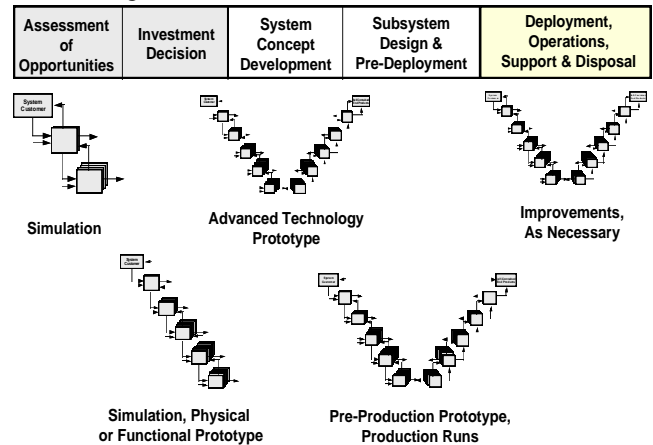 Assessment
of
Opportunities
Investment
Decision
System
Concept
Development
Subsystem
Design &
Pre-Deployment
Deployment,
Operations,
Support & Disposal
System
Customer
Simulation
Advanced Technology
Prototype
Improvements,
As Necessary
System
Customer
System
Simulation, Physical
or Functional Prototype
Pre-Production Prototype,
Production Runs